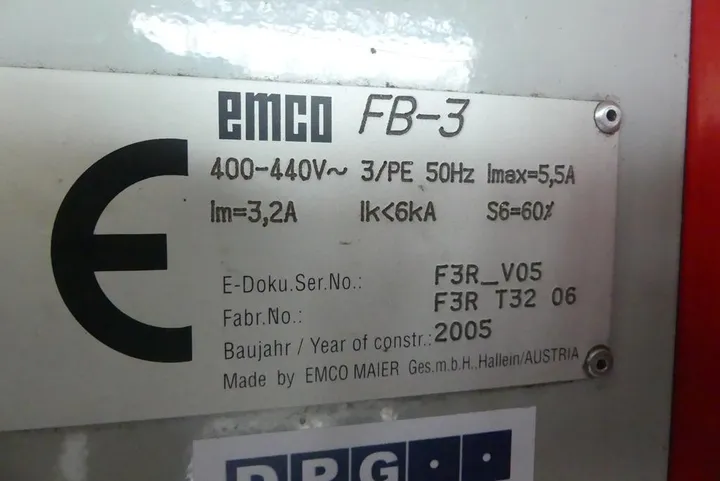 emco FB-3
400-440V~ 3/PE 50Hz Imax=5,5A
Im=3,2A Ik<6kA S6=60%
E-Doku.Ser.No.: F3R_V05
Fabr.No.: F3R T32 06
Baujahr / Year of constr.: 2005
Made by EMCO MAIER Ges.m.b.H., Hallein/AUSTRIA
CE
DPG